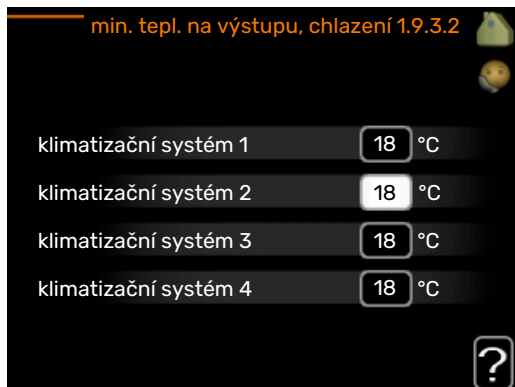 min. tepl. na výstupu, chlazení 1.9.3.2
klimatizační systém 1 18 °C
klimatizační systém 2 18 °C
klimatizační systém 3 18 °C
klimatizační systém 4 18 °C
?